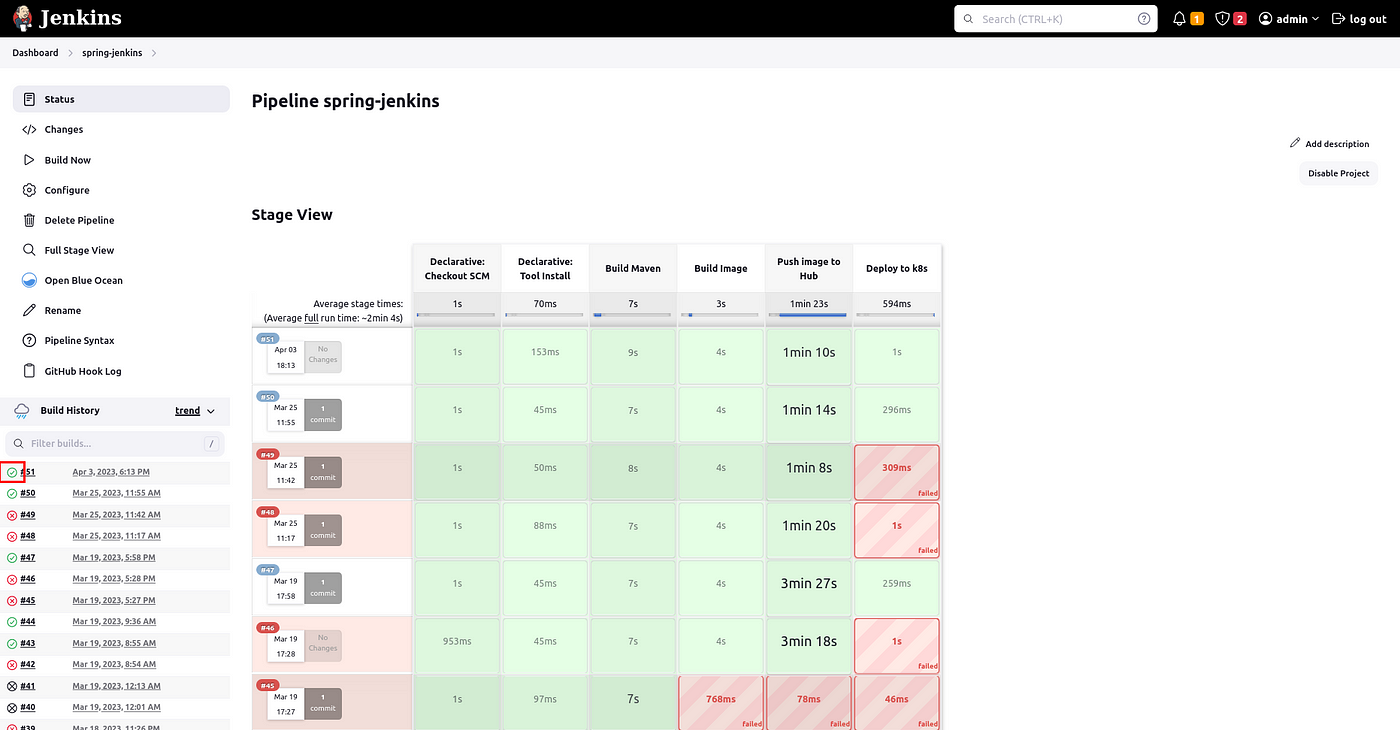 Jenkins
Search (CTRL+K)
1
2
admin
log out
Dashboard
spring-jenkins
Status
Changes
Build Now
Configure
Delete Pipeline
Full Stage View
Open Blue Ocean
Rename
Pipeline Syntax
GitHub Hook Log
Build History
trend
Filter builds...
/
#51 Apr 3, 2023, 6:13 PM
#50 Mar 25, 2023, 11:55 AM
#49 Mar 25, 2023, 11:42 AM
#48 Mar 25, 2023, 11:17 AM
#47 Mar 19, 2023, 5:58 PM
#46 Mar 19, 2023, 5:28 PM
#45 Mar 19, 2023, 5:27 PM
#44 Mar 19, 2023, 9:36 AM
#43 Mar 19, 2023, 8:55 AM
#42 Mar 19, 2023, 8:54 AM
#41 Mar 19, 2023, 12:13 AM
#40 Mar 19, 2023, 12:01 AM
#39 Mar 18, 2023, 11:26 PM
Pipeline spring-jenkins
Add description
Disable Project
Stage View
Declarative:
Checkout SCM
Declarative:
Tool Install
Build Maven
Build Image
Push image to
Hub
Deploy to k8s
Average stage times:
(Average full run time: ~2min 4s)
1s 70ms 7s 3s 1min 23s 594ms
#51
Apr 03
18:13
No
Changes
1s 153ms 9s 4s 1min 10s 1s
#50
Mar 25
11:55
1
commit
1s 45ms 7s 4s 1min 14s 296ms
#49
Mar 25
11:42
1
commit
1s 50ms 8s 4s 1min 8s 309ms
failed
#48
Mar 25
11:17
1
commit
1s 88ms 7s 4s 1min 20s 1s
failed
#47
Mar 19
17:58
1
commit
1s 45ms 7s 4s 3min 27s 259ms
#46
Mar 19
17:28
No
Changes
953ms 45ms 7s 4s 3min 18s 1s
failed
#45
Mar 19
17:27
1
commit
1s 97ms 7s 768ms 78ms 46ms
failed failed failed